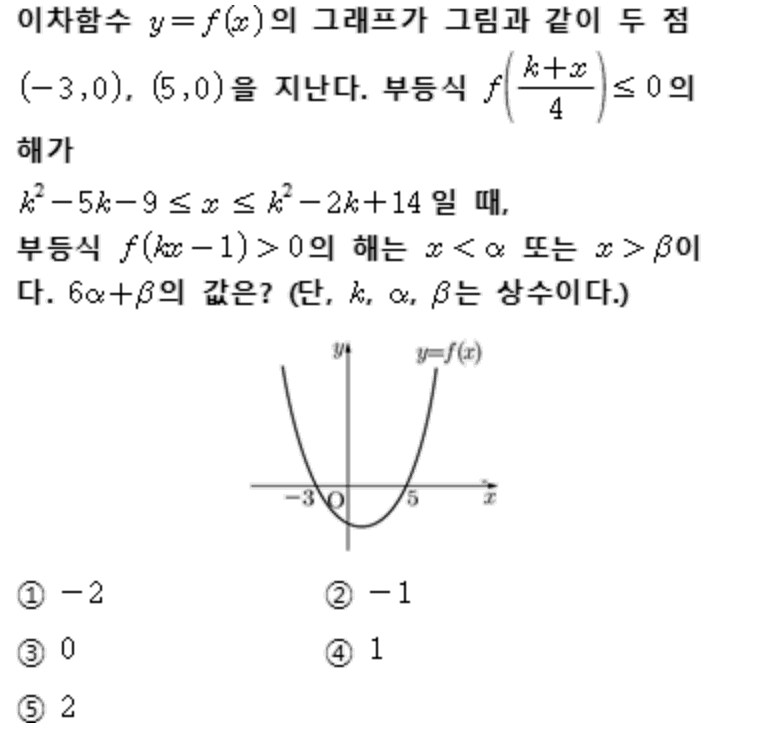 이차함수 y=f(x)의 그래프가 그림과 같이 두 점
(-3,0), (5,0)을 지난다. 부등식 f((k+x)/4) ≤ 0의
해가
k²-5k-9 ≤ x ≤ k²-2k+14일 때,
부등식 f(kx-1)>0의 해는 x<α 또는 x>β이
다. 6α+β의 값은? (단, k, α, β는 상수이다.)
y y=f(x)
-3 O 5 x
① -2 ② -1
③ 0 ④ 1
⑤ 2